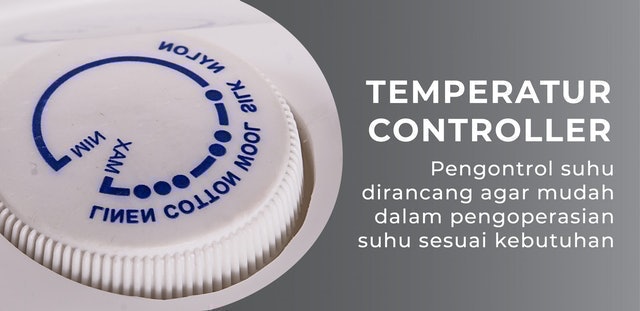 NYLON
SILK
WOOL
COTTON
LINEN
MIN
MAX
TEMPERATUR
CONTROLLER
Pengontrol suhu
dirancang agar mudah
dalam pengoperasian
suhu sesuai kebutuhan